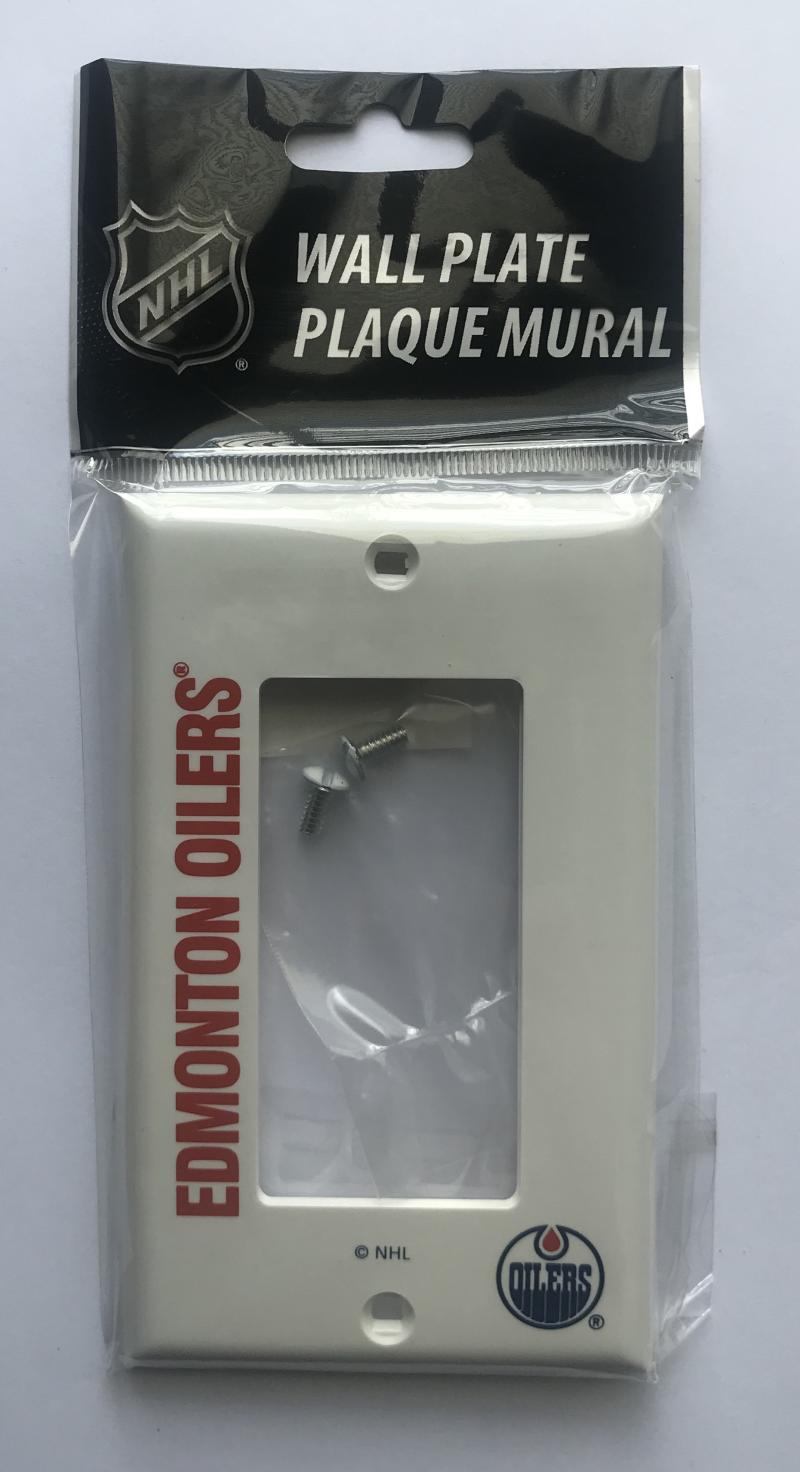 NHL
®
WALL PLATE
PLAQUE MURAL
EDMONTON OILERS®
© NHL
OILERS
®